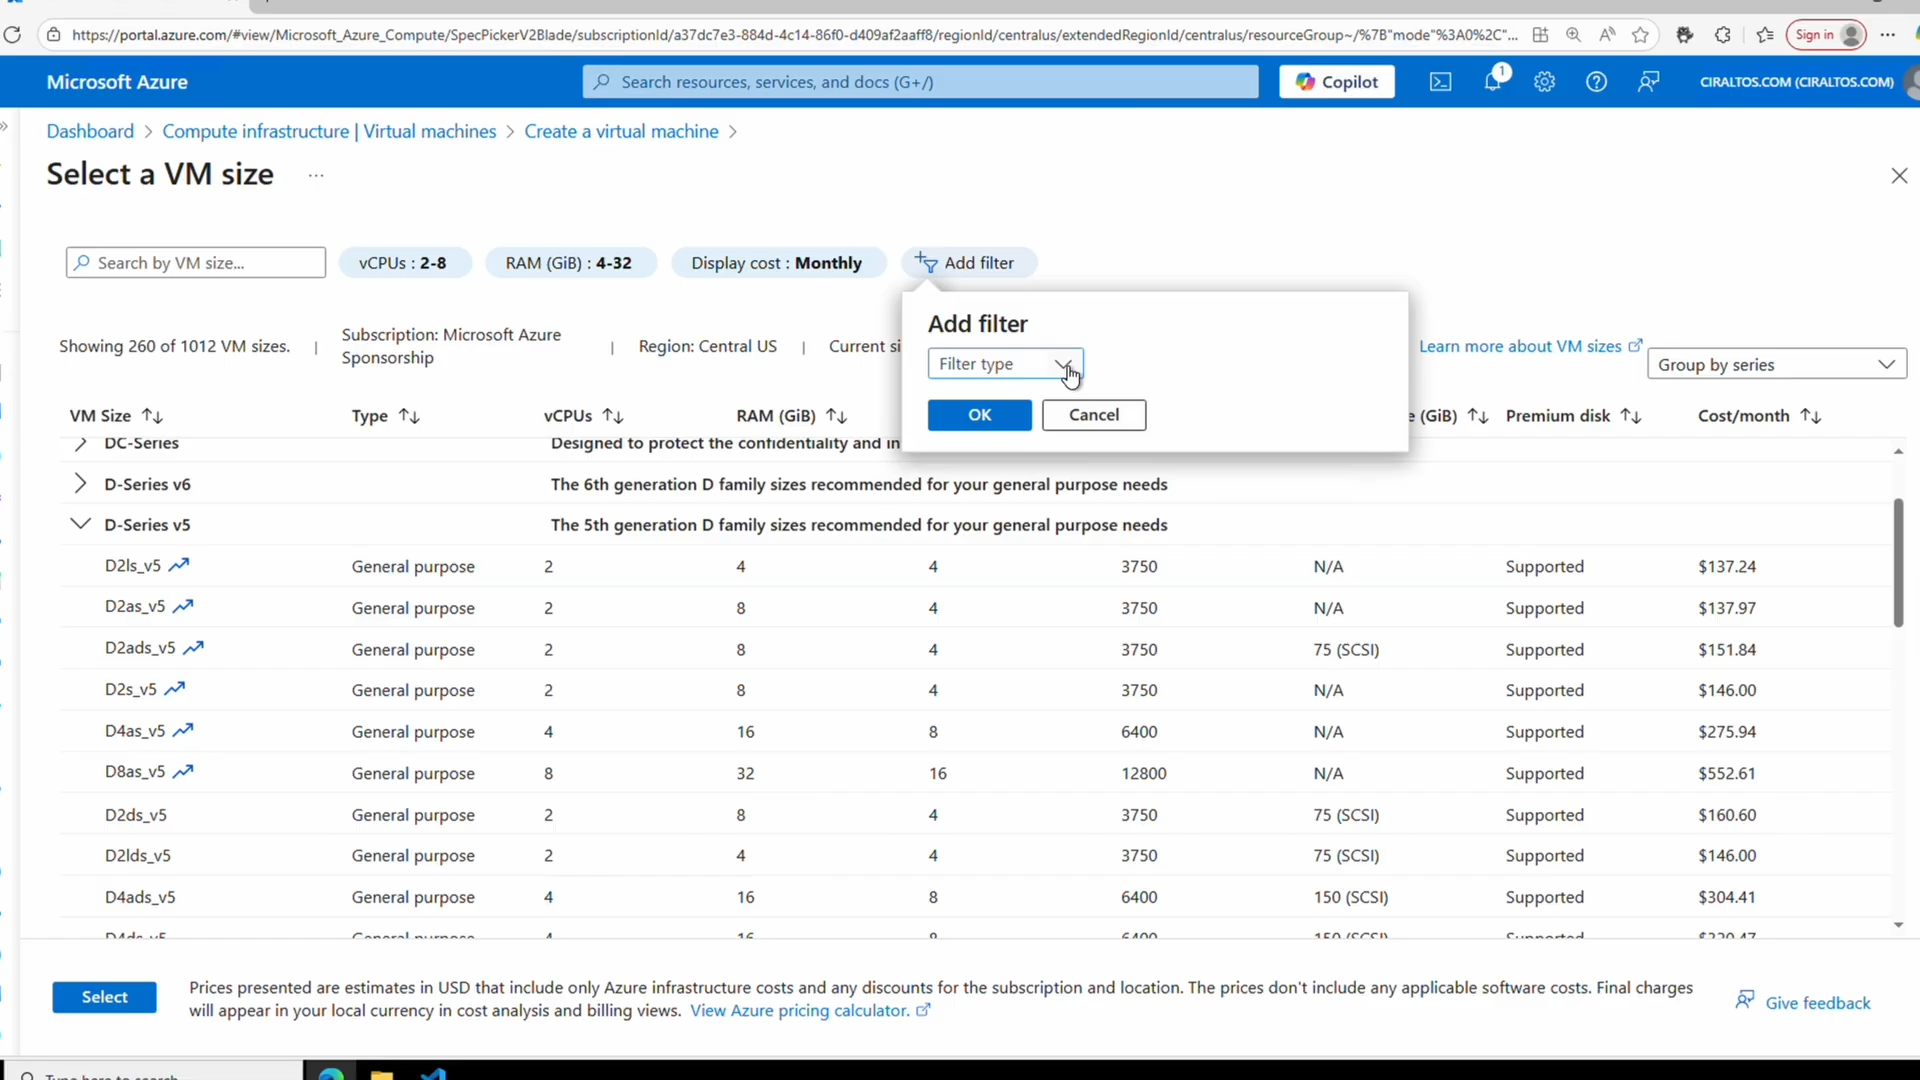 https://portal.azure.com/#view/Microsoft_Azure_Compute/SpecPickerV2Blade/subscriptionId/a37dc7e3-884d-4c14-86f0-d409af2aaff8/regionId/centralus/extendedRegionId/centralus/resourceGroup~/%7B"mode"%3A0%2C"...
Sign in
Microsoft Azure
Search resources, services, and docs (G+/)
Copilot
1
CIRALTOS.COM (CIRALTOS.COM)
Dashboard > Compute infrastructure | Virtual machines > Create a virtual machine >
Select a VM size ...
Search by VM size...
vCPUs : 2-8
RAM (GiB) : 4-32
Display cost : Monthly
Add filter
Add filter
Filter type
OK
Cancel
Showing 260 of 1012 VM sizes. | Subscription: Microsoft Azure Sponsorship | Region: Central US | Current si
Learn more about VM sizes
Group by series
VM Size Type vCPUs RAM (GiB) e (GiB) Premium disk Cost/month
DC-Series Designed to protect the confidentiality and in
D-Series v6 The 6th generation D family sizes recommended for your general purpose needs
D-Series v5 The 5th generation D family sizes recommended for your general purpose needs
D2ls_v5 General purpose 2 4 4 3750 N/A Supported $137.24
D2as_v5 General purpose 2 8 4 3750 N/A Supported $137.97
D2ads_v5 General purpose 2 8 4 3750 75 (SCSI) Supported $151.84
D2s_v5 General purpose 2 8 4 3750 N/A Supported $146.00
D4as_v5 General purpose 4 16 8 6400 N/A Supported $275.94
D8as_v5 General purpose 8 32 16 12800 N/A Supported $552.61
D2ds_v5 General purpose 2 8 4 3750 75 (SCSI) Supported $160.60
D2lds_v5 General purpose 2 4 4 3750 75 (SCSI) Supported $146.00
D4ads_v5 General purpose 4 16 8 6400 150 (SCSI) Supported $304.41
Select
Prices presented are estimates in USD that include only Azure infrastructure costs and any discounts for the subscription and location. The prices don't include any applicable software costs. Final charges
will appear in your local currency in cost analysis and billing views. View Azure pricing calculator.
Give feedback